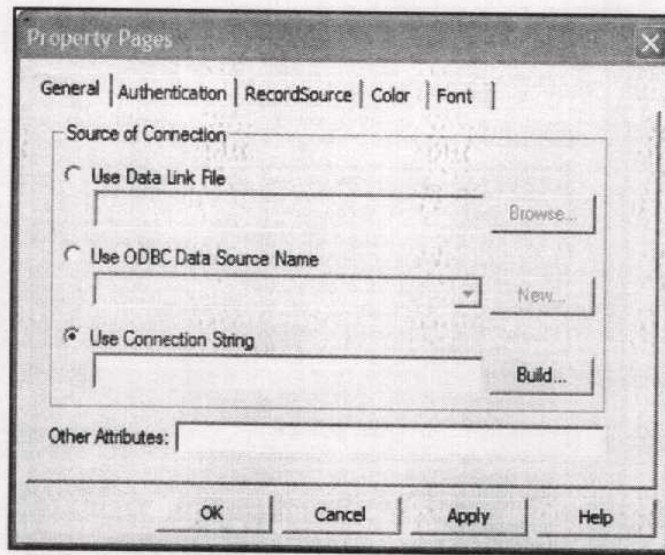 Property Pages
General Authentication RecordSource Color Font
Source of Connection
Use Data Link File
Browse...
Use ODBC Data Source Name
New...
Use Connection String
Build...
Other Attributes:
OK Cancel Apply Help